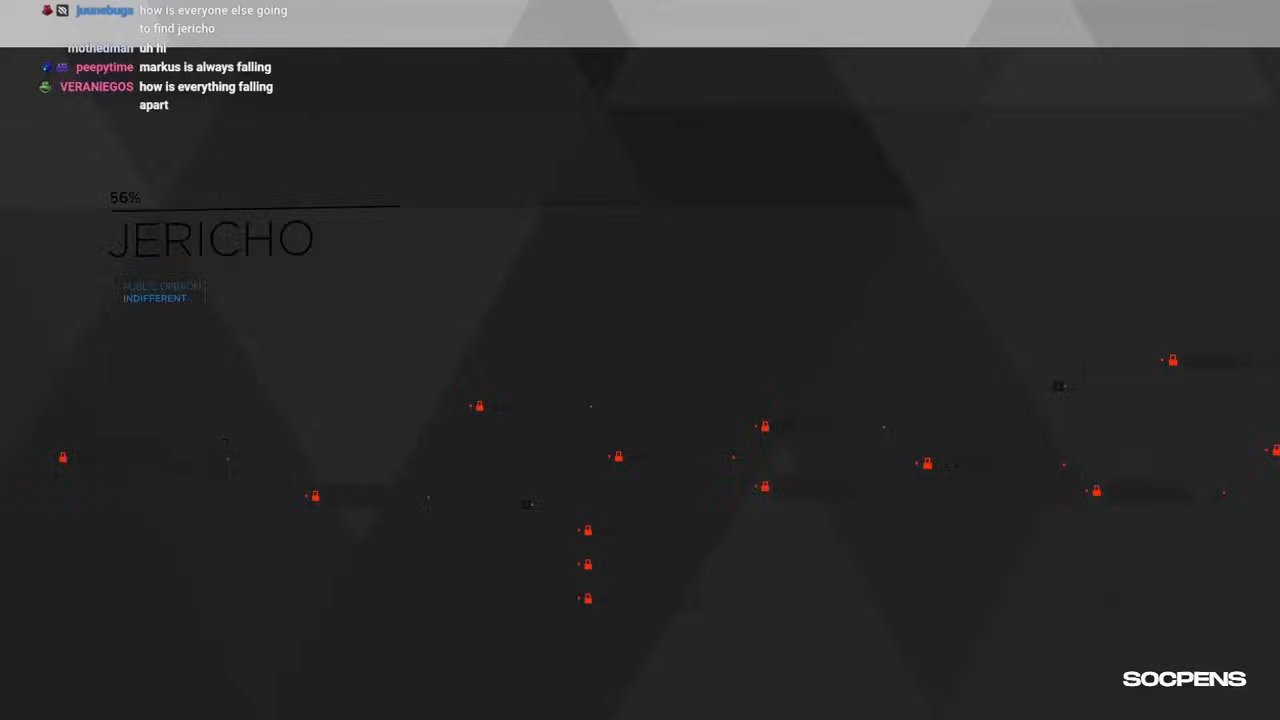 juunebugs how is everyone else going
to find jericho
mothedman uh hi
peepytime markus is always falling
VERANiEGOS how is everything falling
apart
56%
JERICHO
PUBLIC OPINION
INDIFFERENT
SOCPENS